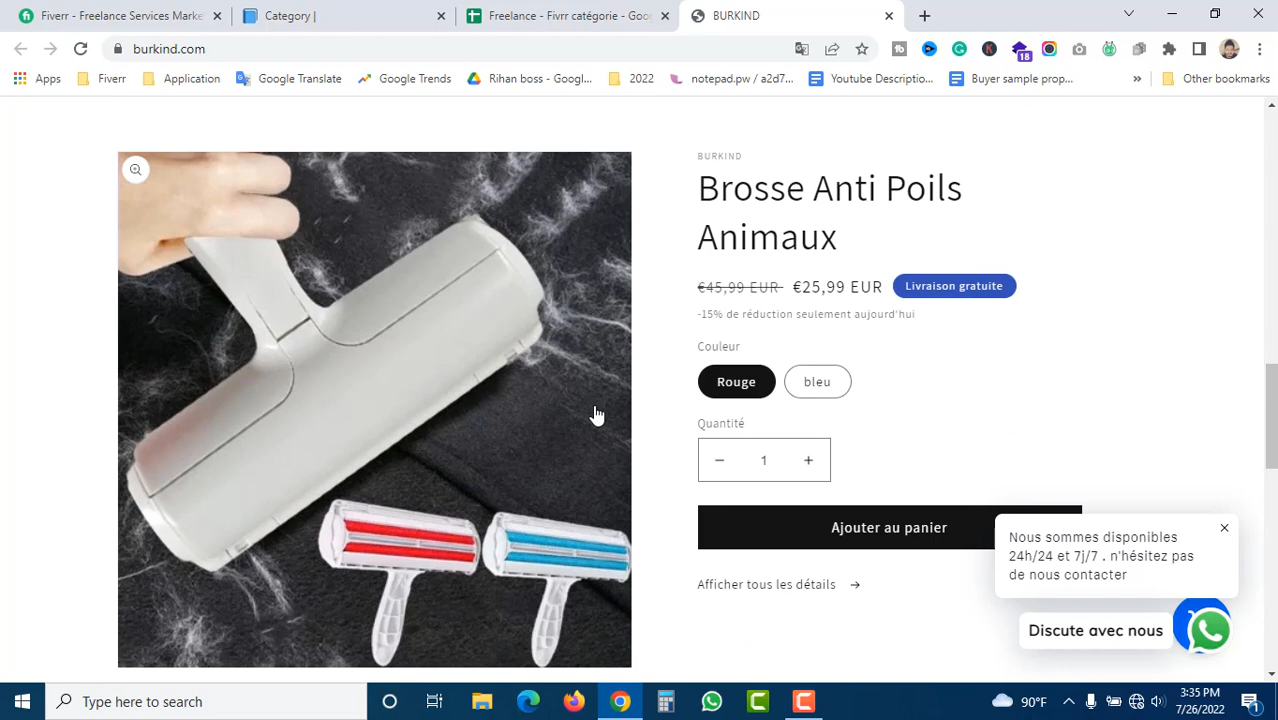 Fiverr - Freelance Services Marke
Category |
Freelance - Fivrr catégorie - Goo
BURKIND
burkind.com
18
Apps
Fiverr
Application
Google Translate
Google Trends
Rihan boss - Googl...
2022
notepad.pw / a2d7...
Youtube Descriptio...
Buyer sample prop...
»
Other bookmarks
BURKIND
Brosse Anti Poils
Animaux
€45,99 EUR €25,99 EUR Livraison gratuite
-15% de réduction seulement aujourd'hui
Couleur
Rouge bleu
Quantité
− 1 +
Ajouter au panier
Afficher tous les détails →
Nous sommes disponibles
24h/24 et 7j/7 . n'hésitez pas
de nous contacter
Discute avec nous
Type here to search
90°F
3:35 PM
7/26/2022
1